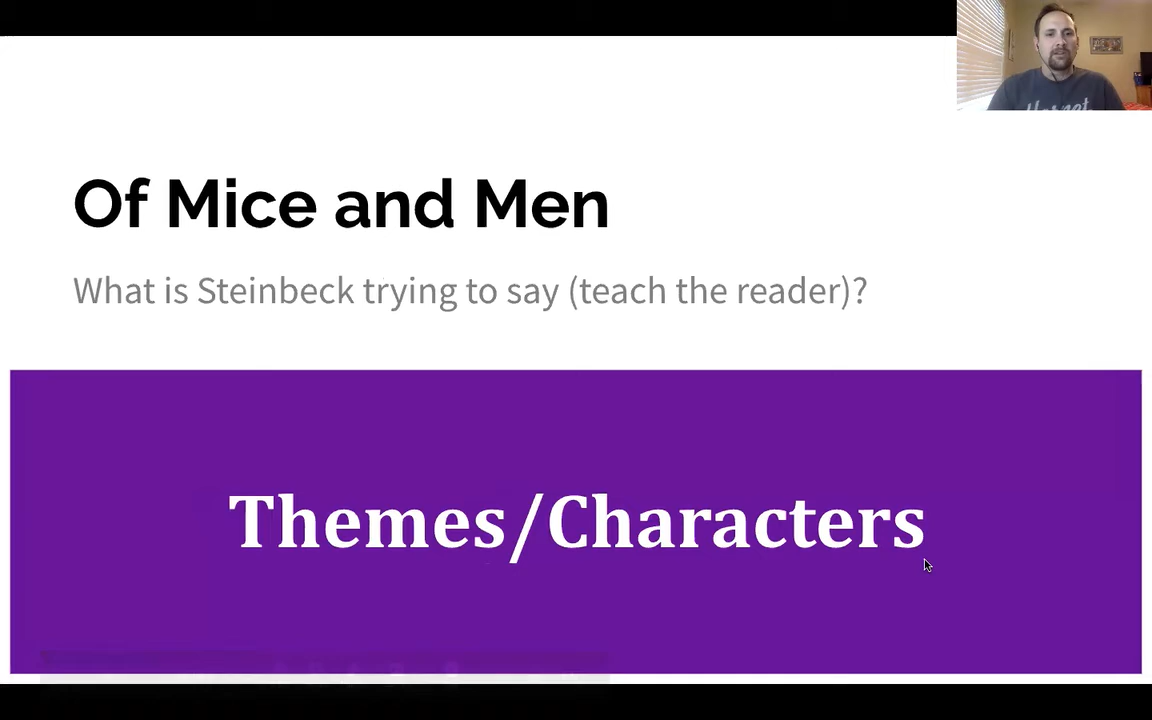 Of Mice and Men
What is Steinbeck trying to say (teach the reader)?
Themes/Characters